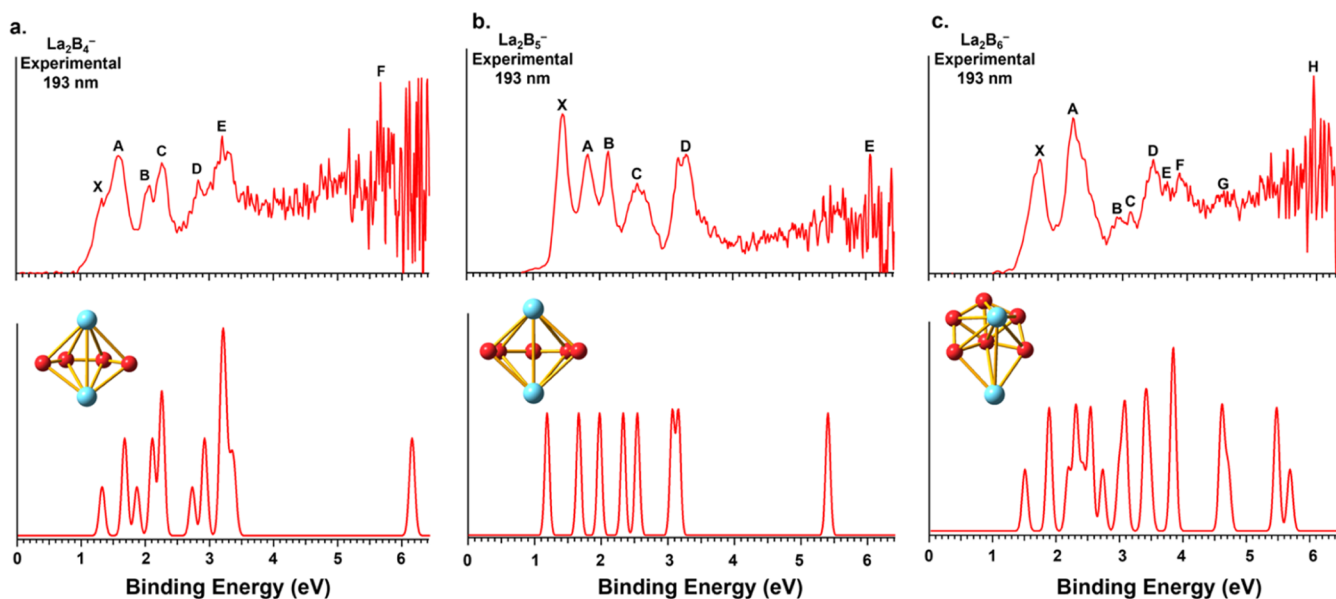 a.
La₂B₄⁻
Experimental
193 nm
X
A
B
C
D
E
F
0 1 2 3 4 5 6
Binding Energy (eV)
b.
La₂B₅⁻
Experimental
193 nm
X
A
B
C
D
E
0 1 2 3 4 5 6
Binding Energy (eV)
c.
La₂B₆⁻
Experimental
193 nm
X
A
B
C
D
E
F
G
H
0 1 2 3 4 5 6
Binding Energy (eV)